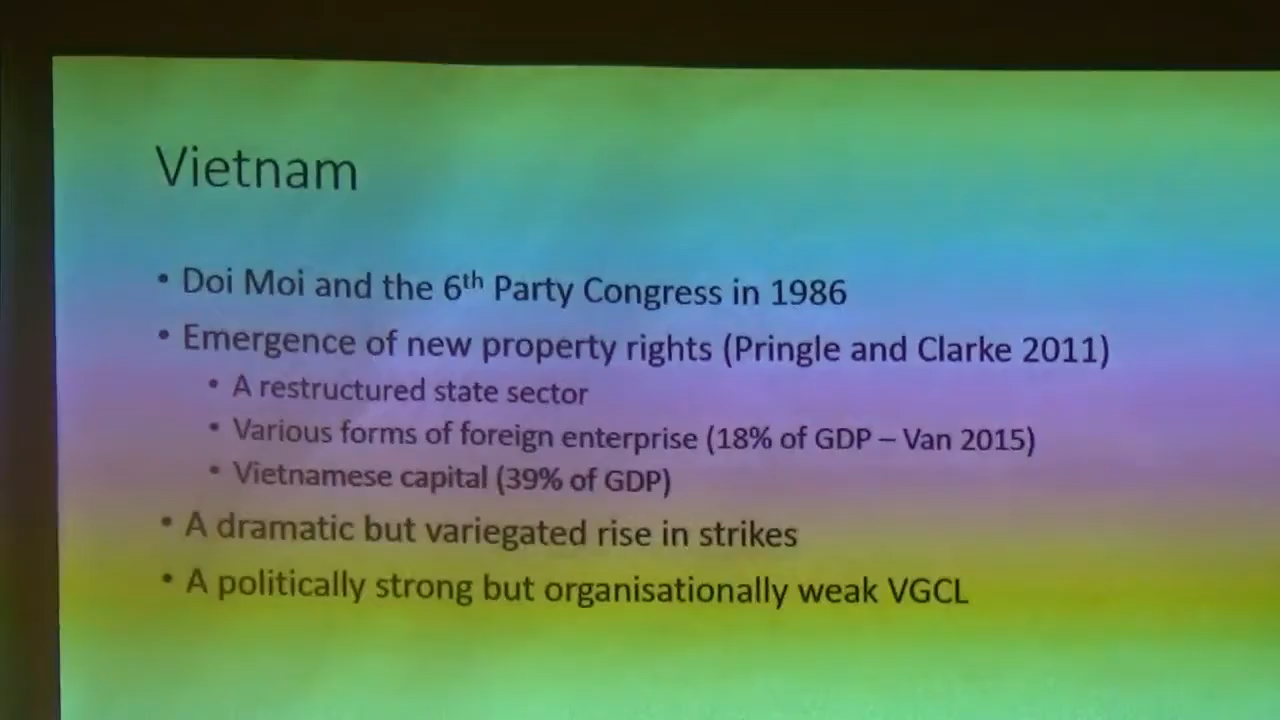 Vietnam
• Doi Moi and the 6th Party Congress in 1986
• Emergence of new property rights (Pringle and Clarke 2011)
• A restructured state sector
• Various forms of foreign enterprise (18% of GDP – Van 2015)
• Vietnamese capital (39% of GDP)
• A dramatic but variegated rise in strikes
• A politically strong but organisationally weak VGCL